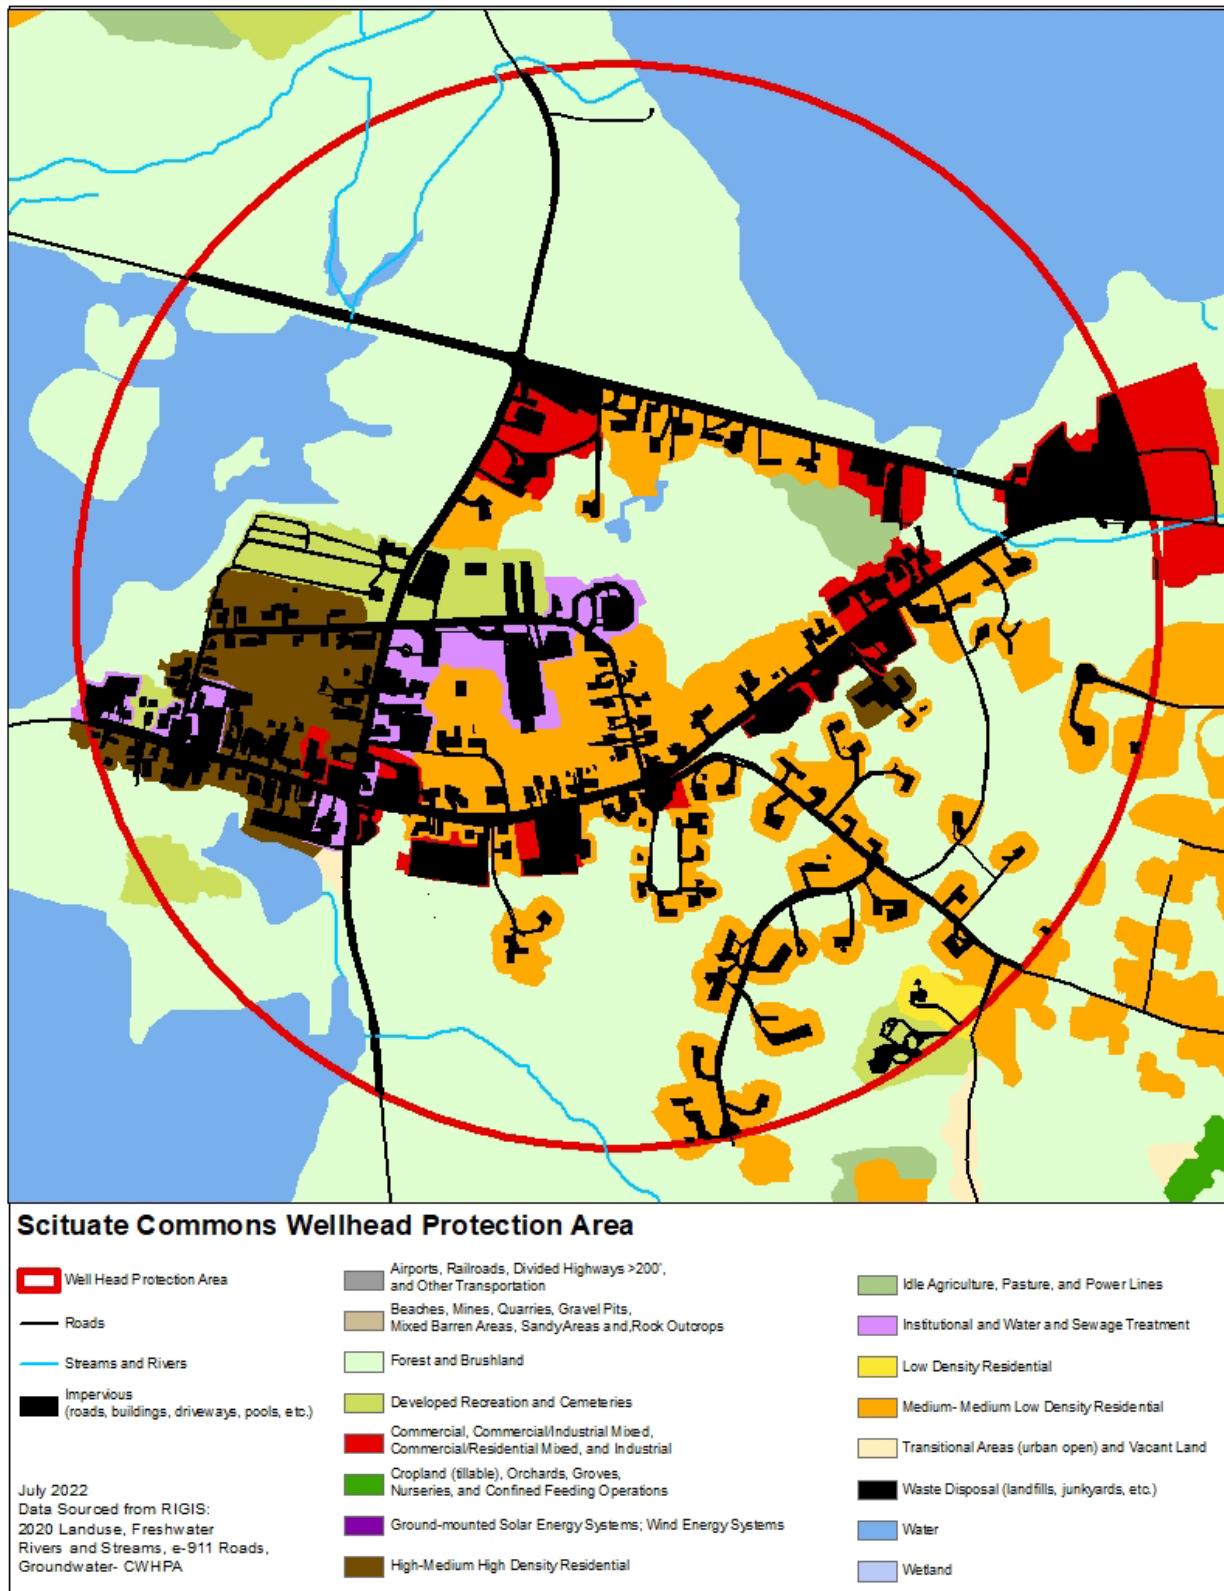 Scituate Commons Wellhead Protection Area
Well Head Protection Area
Roads
Streams and Rivers
Impervious
(roads, buildings, driveways, pools, etc.)
July 2022
Data Sourced from RIGIS:
2020 Landuse, Freshwater
Rivers and Streams, e-911 Roads,
Groundwater- CWHPA
Airports, Railroads, Divided Highways >200',
and Other Transportation
Beaches, Mines, Quarries, Gravel Pits,
Mixed Barren Areas, SandyAreas and,Rock Outcrops
Forest and Brushland
Developed Recreation and Cemeteries
Commercial, Commercial/Industrial Mixed,
Commercial/Residential Mixed, and Industrial
Cropland (tillable), Orchards, Groves,
Nurseries, and Confined Feeding Operations
Ground-mounted Solar Energy Systems; Wind Energy Systems
High-Medium High Density Residential
Idle Agriculture, Pasture, and Power Lines
Institutional and Water and Sewage Treatment
Low Density Residential
Medium- Medium Low Density Residential
Transitional Areas (urban open) and Vacant Land
Waste Disposal (landfills, junkyards, etc.)
Water
Wetland